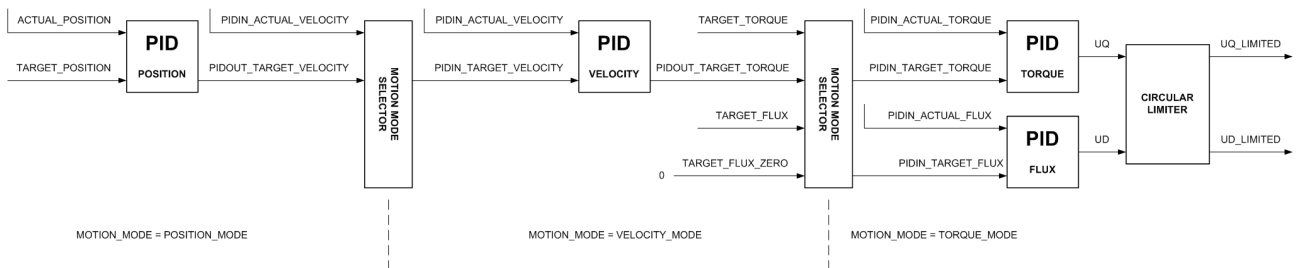 ACTUAL_POSITION
TARGET_POSITION
PID
POSITION
PIDIN_ACTUAL_VELOCITY
PIDOUT_TARGET_VELOCITY
MOTION MODE
SELECTOR
PIDIN_ACTUAL_VELOCITY
PIDIN_TARGET_VELOCITY
PID
VELOCITY
PIDOUT_TARGET_TORQUE
TARGET_TORQUE
TARGET_FLUX
0
TARGET_FLUX_ZERO
MOTION MODE
SELECTOR
PIDIN_ACTUAL_TORQUE
PIDIN_TARGET_TORQUE
PID
TORQUE
PIDIN_ACTUAL_FLUX
PIDIN_TARGET_FLUX
PID
FLUX
UQ
UD
CIRCULAR
LIMITER
UQ_LIMITED
UD_LIMITED
MOTION_MODE = POSITION_MODE
MOTION_MODE = VELOCITY_MODE
MOTION_MODE = TORQUE_MODE